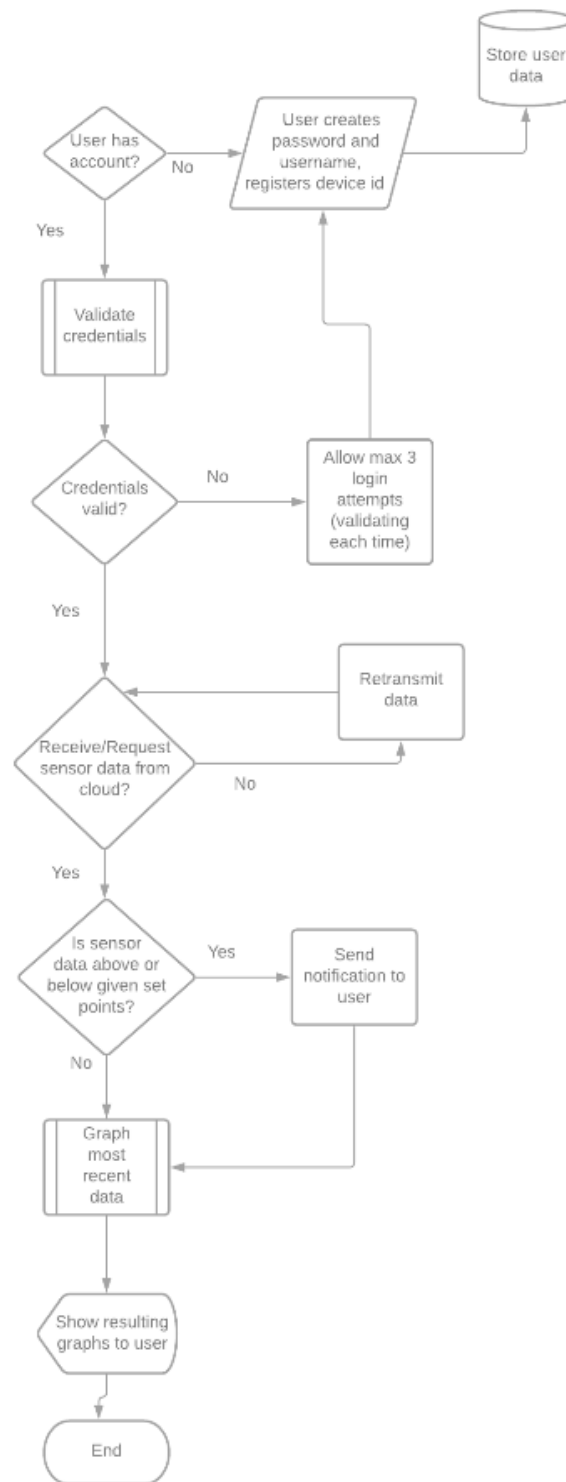 Store user
data
User has
account?
No
User creates
password and
username,
registers device id
Yes
Validate
credentials
Credentials
valid?
No
Allow max 3
login
attempts
(validating
each time)
Yes
Retransmit
data
Receive/Request
sensor data from
cloud?
No
Yes
Is sensor
data above or
below given set
points?
Yes
Send
notification to
user
No
Graph
most
recent
data
Show resulting
graphs to user
End